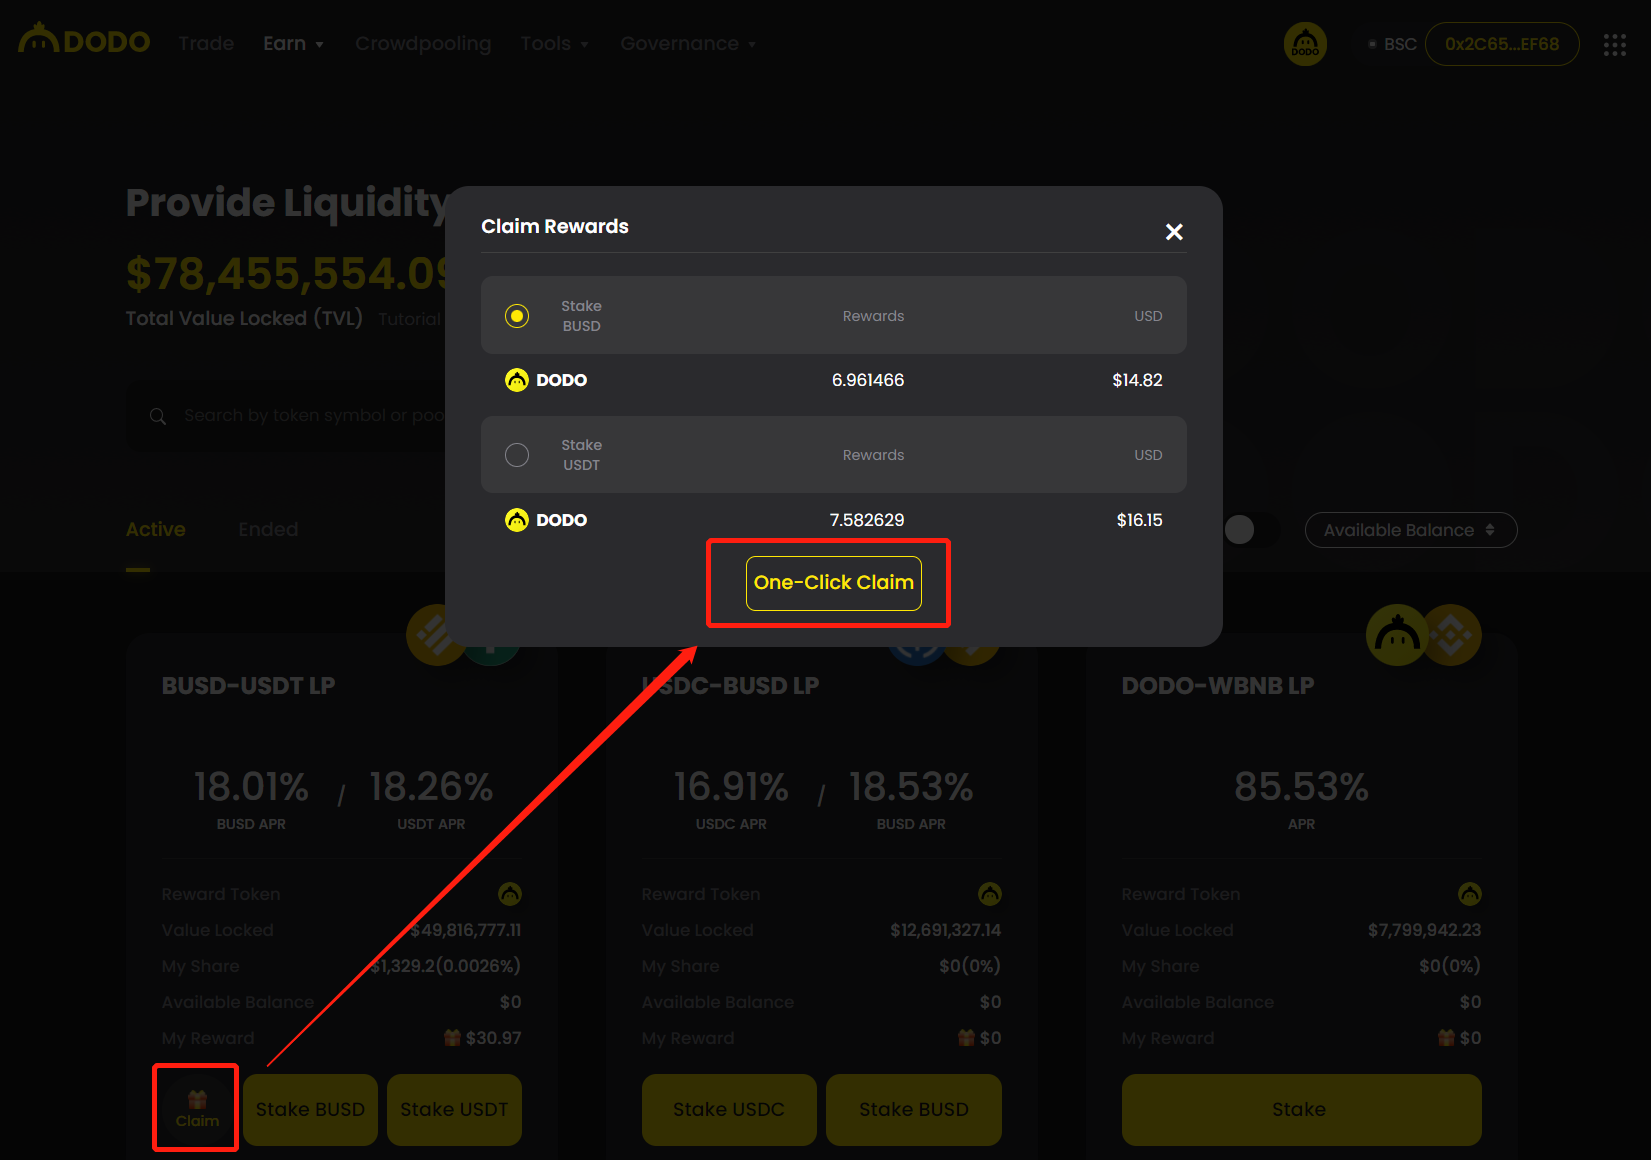 DODO Trade Earn Crowdpooling Tools Governance DODO BSC 0x2C65...EF68
Provide Liquidity
$78,455,554.09
Total Value Locked (TVL) Tutorial
Search by token symbol or poo
Active Ended Available Balance
Claim Rewards
Stake
BUSD
Rewards USD
DODO 6.961466 $14.82
Stake
USDT
Rewards USD
DODO 7.582629 $16.15
One-Click Claim
BUSD-USDT LP
18.01% / 18.26%
BUSD APR USDT APR
Reward Token
Value Locked $49,816,777.11
My Share $1,329.2(0.0026%)
Available Balance $0
My Reward $30.97
Claim Stake BUSD Stake USDT
USDC-BUSD LP
16.91% / 18.53%
USDC APR BUSD APR
Reward Token
Value Locked $12,691,327.14
My Share $0(0%)
Available Balance $0
My Reward $0
Stake USDC Stake BUSD
DODO-WBNB LP
85.53%
APR
Reward Token
Value Locked $7,799,942.23
My Share $0(0%)
Available Balance $0
My Reward $0
Stake